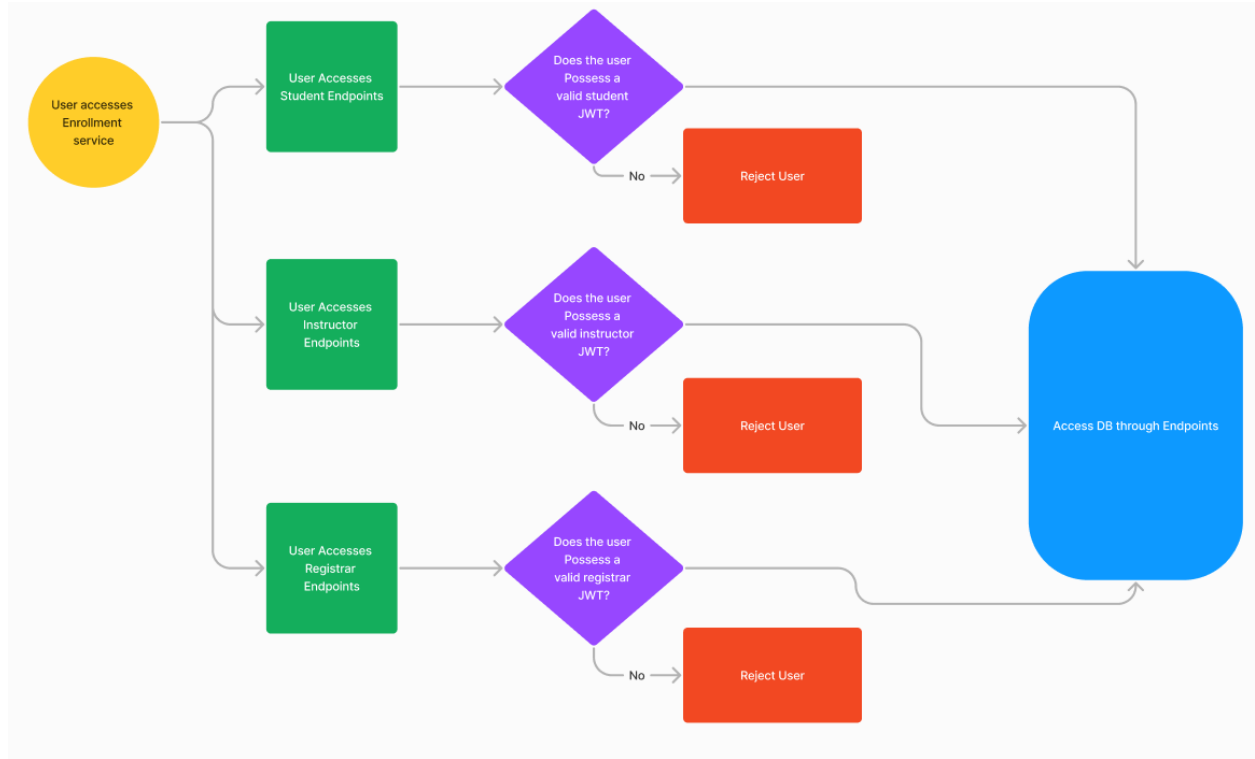 User accesses
Enrollment
service
User Accesses
Student Endpoints
Does the user
Possess a
valid student
JWT?
No
Reject User
User Accesses
Instructor
Endpoints
Does the user
Possess a
valid instructor
JWT?
No
Reject User
Access DB through Endpoints
User Accesses
Registrar
Endpoints
Does the user
Possess a
valid registrar
JWT?
No
Reject User